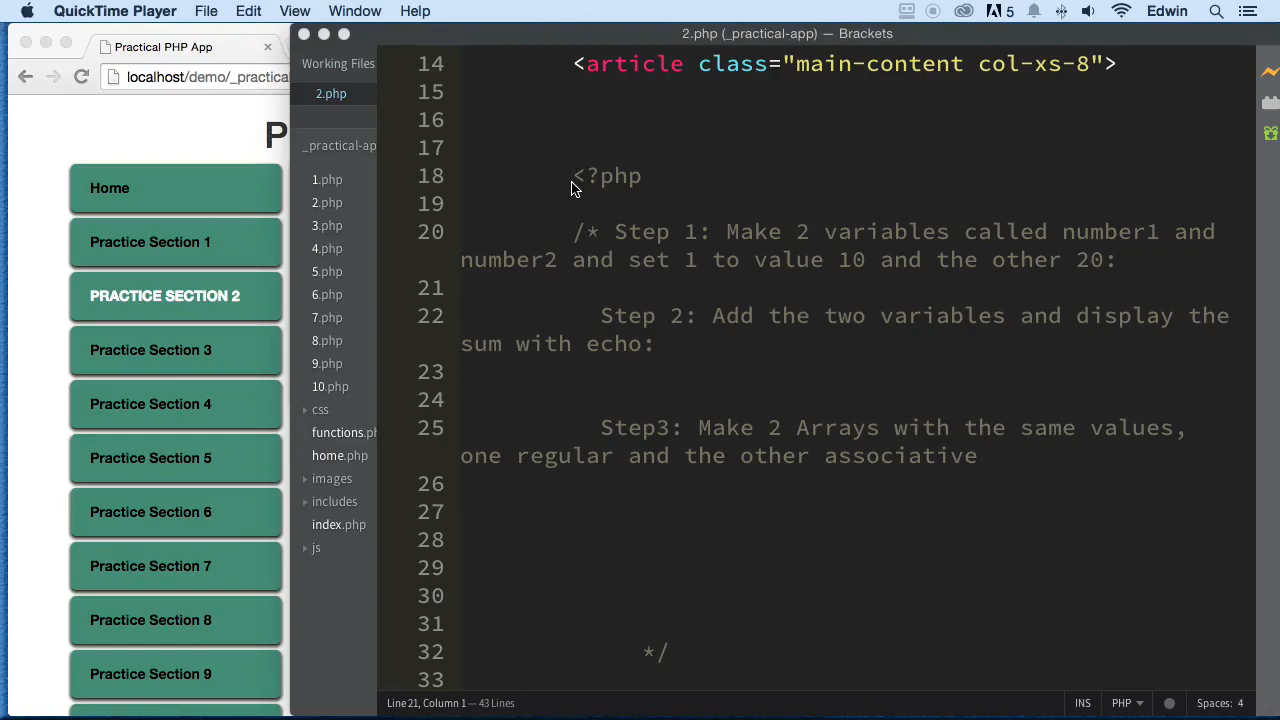 QuickTime Player File Edit View Window Help 5 Edwin
Practical PHP App
localhost/demo/_practical
P
Home
Practice Section 1
PRACTICE SECTION 2
Practice Section 3
Practice Section 4
Practice Section 5
Practice Section 6
Practice Section 7
Practice Section 8
Practice Section 9
2.php (_practical-app) — Brackets
Working Files
2.php
_practical-ap
1.php
2.php
3.php
4.php
5.php
6.php
7.php
8.php
9.php
10.php
css
functions.ph
home.php
images
includes
index.php
js
14 <article class="main-content col-xs-8">
15
16
17
18 <?php
19
20 /* Step 1: Make 2 variables called number1 and
number2 and set 1 to value 10 and the other 20:
21
22 Step 2: Add the two variables and display the
sum with echo:
23
24
25 Step3: Make 2 Arrays with the same values,
one regular and the other associative
26
27
28
29
30
31
32 */
33
Line 21, Column 1 — 43 Lines INS PHP Spaces: 4